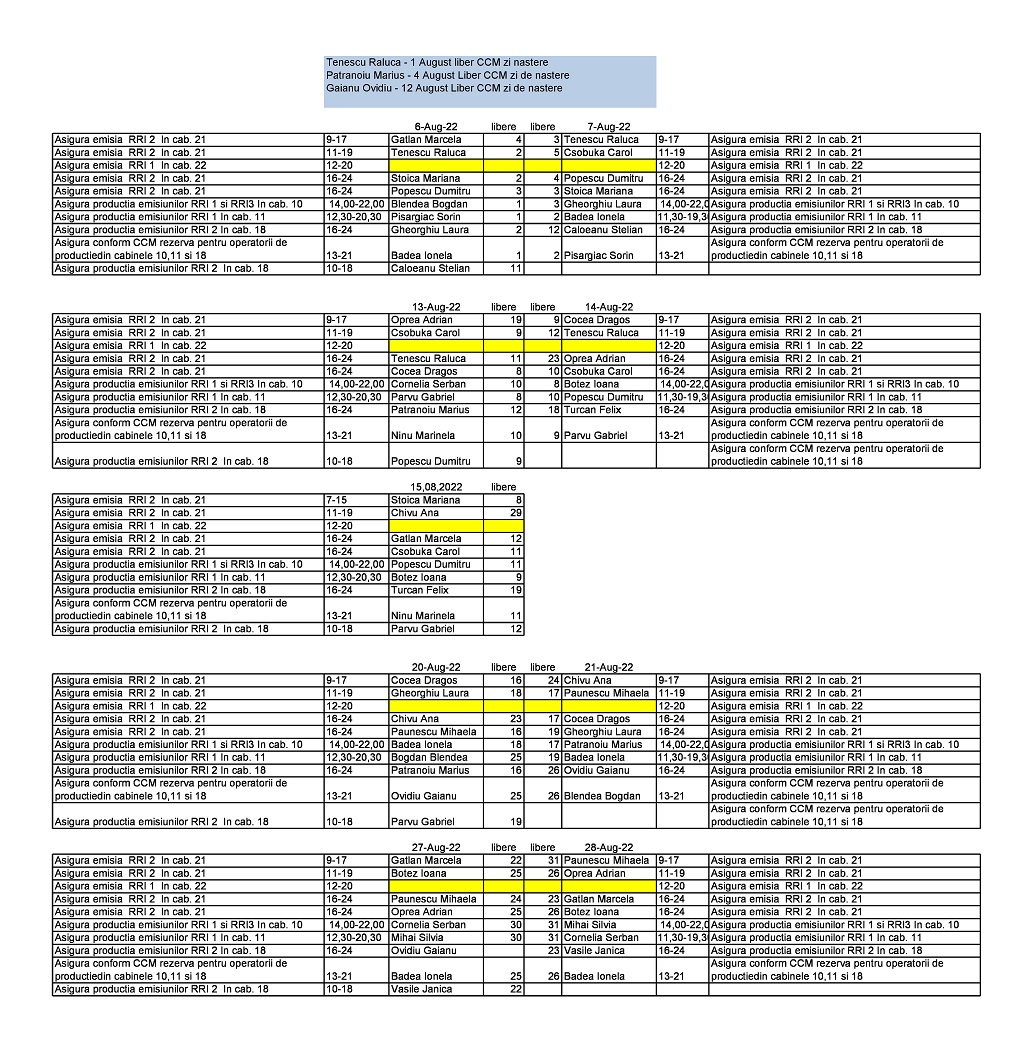 Tenescu Raluca - 1 August liber CCM zi nastere
Patranoiu Marius - 4 August Liber CCM zi de nastere
Gaianu Ovidiu - 12 August Liber CCM zi de nastere
6-Aug-22 libere libere 7-Aug-22
Asigura emisia RRI 2 In cab. 21 9-17 Gatlan Marcela 4 3 Tenescu Raluca 9-17 Asigura emisia RRI 2 In cab. 21
Asigura emisia RRI 2 In cab. 21 11-19 Tenescu Raluca 2 5 Csobuka Carol 11-19 Asigura emisia RRI 2 In cab. 21
Asigura emisia RRI 1 In cab. 22 12-20 12-20 Asigura emisia RRI 1 In cab. 22
Asigura emisia RRI 2 In cab. 21 16-24 Stoica Mariana 2 4 Popescu Dumitru 16-24 Asigura emisia RRI 2 In cab. 21
Asigura emisia RRI 2 In cab. 21 16-24 Popescu Dumitru 3 3 Stoica Mariana 16-24 Asigura emisia RRI 2 In cab. 21
Asigura productia emisiunilor RRI 1 si RRI3 In cab. 10 14,00-22,00 Blendea Bogdan 1 3 Gheorghiu Laura 14,00-22,0 Asigura productia emisiunilor RRI 1 si RRI3 In cab. 10
Asigura productia emisiunilor RRI 1 In cab. 11 12,30-20,30 Pisargiac Sorin 1 2 Badea Ionela 11,30-19,3 Asigura productia emisiunilor RRI 1 In cab. 11
Asigura productia emisiunilor RRI 2 In cab. 18 16-24 Gheorghiu Laura 2 12 Caloeanu Stelian 16-24 Asigura productia emisiunilor RRI 2 In cab. 18
Asigura conform CCM rezerva pentru operatorii de Asigura conform CCM rezerva pentru operatorii de
productiedin cabinele 10,11 si 18 13-21 Badea Ionela 1 2 Pisargiac Sorin 13-21 productiedin cabinele 10,11 si 18
Asigura productia emisiunilor RRI 2 In cab. 18 10-18 Caloeanu Stelian 11
13-Aug-22 libere libere 14-Aug-22
Asigura emisia RRI 2 In cab. 21 9-17 Oprea Adrian 19 9 Cocea Dragos 9-17 Asigura emisia RRI 2 In cab. 21
Asigura emisia RRI 2 In cab. 21 11-19 Csobuka Carol 9 12 Tenescu Raluca 11-19 Asigura emisia RRI 2 In cab. 21
Asigura emisia RRI 1 In cab. 22 12-20 12-20 Asigura emisia RRI 1 In cab. 22
Asigura emisia RRI 2 In cab. 21 16-24 Tenescu Raluca 11 23 Oprea Adrian 16-24 Asigura emisia RRI 2 In cab. 21
Asigura emisia RRI 2 In cab. 21 16-24 Cocea Dragos 8 10 Csobuka Carol 16-24 Asigura emisia RRI 2 In cab. 21
Asigura productia emisiunilor RRI 1 si RRI3 In cab. 10 14,00-22,00 Cornelia Serban 10 8 Botez Ioana 14,00-22,0 Asigura productia emisiunilor RRI 1 si RRI3 In cab. 10
Asigura productia emisiunilor RRI 1 In cab. 11 12,30-20,30 Parvu Gabriel 8 10 Popescu Dumitru 11,30-19,3 Asigura productia emisiunilor RRI 1 In cab. 11
Asigura productia emisiunilor RRI 2 In cab. 18 16-24 Patranoiu Marius 12 18 Turcan Felix 16-24 Asigura productia emisiunilor RRI 2 In cab. 18
Asigura conform CCM rezerva pentru operatorii de Asigura conform CCM rezerva pentru operatorii de
productiedin cabinele 10,11 si 18 13-21 Ninu Marinela 10 9 Parvu Gabriel 13-21 productiedin cabinele 10,11 si 18
Asigura conform CCM rezerva pentru operatorii de
Asigura productia emisiunilor RRI 2 In cab. 18 10-18 Popescu Dumitru 9 productiedin cabinele 10,11 si 18
15,08,2022 libere
Asigura emisia RRI 2 In cab. 21 7-15 Stoica Mariana 8
Asigura emisia RRI 2 In cab. 21 11-19 Chivu Ana 29
Asigura emisia RRI 1 In cab. 22 12-20
Asigura emisia RRI 2 In cab. 21 16-24 Gatlan Marcela 12
Asigura emisia RRI 2 In cab. 21 16-24 Csobuka Carol 11
Asigura productia emisiunilor RRI 1 si RRI3 In cab. 10 14,00-22,00 Popescu Dumitru 11
Asigura productia emisiunilor RRI 1 In cab. 11 12,30-20,30 Botez Ioana 9
Asigura productia emisiunilor RRI 2 In cab. 18 16-24 Turcan Felix 19
Asigura conform CCM rezerva pentru operatorii de
productiedin cabinele 10,11 si 18 13-21 Ninu Marinela 11
Asigura productia emisiunilor RRI 2 In cab. 18 10-18 Parvu Gabriel 12
20-Aug-22 libere libere 21-Aug-22
Asigura emisia RRI 2 In cab. 21 9-17 Cocea Dragos 16 24 Chivu Ana 9-17 Asigura emisia RRI 2 In cab. 21
Asigura emisia RRI 2 In cab. 21 11-19 Gheorghiu Laura 18 17 Paunescu Mihaela 11-19 Asigura emisia RRI 2 In cab. 21
Asigura emisia RRI 1 In cab. 22 12-20 12-20 Asigura emisia RRI 1 In cab. 22
Asigura emisia RRI 2 In cab. 21 16-24 Chivu Ana 23 17 Cocea Dragos 16-24 Asigura emisia RRI 2 In cab. 21
Asigura emisia RRI 2 In cab. 21 16-24 Paunescu Mihaela 16 19 Gheorghiu Laura 16-24 Asigura emisia RRI 2 In cab. 21
Asigura productia emisiunilor RRI 1 si RRI3 In cab. 10 14,00-22,00 Badea Ionela 18 17 Patranoiu Marius 14,00-22,0 Asigura productia emisiunilor RRI 1 si RRI3 In cab. 10
Asigura productia emisiunilor RRI 1 In cab. 11 12,30-20,30 Bogdan Blendea 25 19 Badea Ionela 11,30-19,3 Asigura productia emisiunilor RRI 1 In cab. 11
Asigura productia emisiunilor RRI 2 In cab. 18 16-24 Patranoiu Marius 16 26 Ovidiu Gaianu 16-24 Asigura productia emisiunilor RRI 2 In cab. 18
Asigura conform CCM rezerva pentru operatorii de Asigura conform CCM rezerva pentru operatorii de
productiedin cabinele 10,11 si 18 13-21 Ovidiu Gaianu 25 26 Blendea Bogdan 13-21 productiedin cabinele 10,11 si 18
Asigura conform CCM rezerva pentru operatorii de
Asigura productia emisiunilor RRI 2 In cab. 18 10-18 Parvu Gabriel 19 productiedin cabinele 10,11 si 18
27-Aug-22 libere libere 28-Aug-22
Asigura emisia RRI 2 In cab. 21 9-17 Gatlan Marcela 22 31 Paunescu Mihaela 9-17 Asigura emisia RRI 2 In cab. 21
Asigura emisia RRI 2 In cab. 21 11-19 Botez Ioana 25 26 Oprea Adrian 11-19 Asigura emisia RRI 2 In cab. 21
Asigura emisia RRI 1 In cab. 22 12-20 12-20 Asigura emisia RRI 1 In cab. 22
Asigura emisia RRI 2 In cab. 21 16-24 Paunescu Mihaela 24 23 Gatlan Marcela 16-24 Asigura emisia RRI 2 In cab. 21
Asigura emisia RRI 2 In cab. 21 16-24 Oprea Adrian 25 26 Botez Ioana 16-24 Asigura emisia RRI 2 In cab. 21
Asigura productia emisiunilor RRI 1 si RRI3 In cab. 10 14,00-22,00 Cornelia Serban 30 31 Mihai Silvia 14,00-22,0 Asigura productia emisiunilor RRI 1 si RRI3 In cab. 10
Asigura productia emisiunilor RRI 1 In cab. 11 12,30-20,30 Mihai Silvia 30 31 Cornelia Serban 11,30-19,3 Asigura productia emisiunilor RRI 1 In cab. 11
Asigura productia emisiunilor RRI 2 In cab. 18 16-24 Ovidiu Gaianu 23 Vasile Janica 16-24 Asigura productia emisiunilor RRI 2 In cab. 18
Asigura conform CCM rezerva pentru operatorii de Asigura conform CCM rezerva pentru operatorii de
productiedin cabinele 10,11 si 18 13-21 Badea Ionela 25 26 Badea Ionela 13-21 productiedin cabinele 10,11 si 18
Asigura productia emisiunilor RRI 2 In cab. 18 10-18 Vasile Janica 22